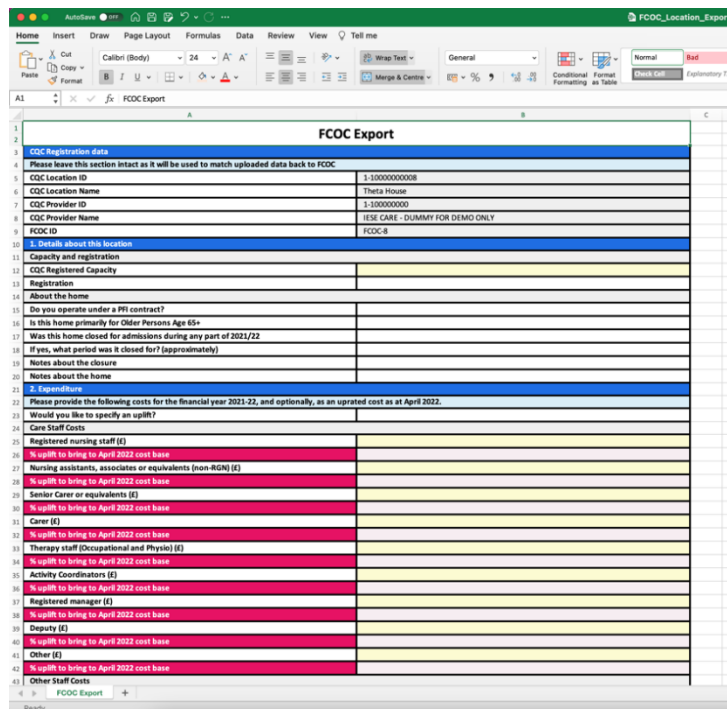 AutoSave OFF
FCOC_Location_Export
Home Insert Draw Page Layout Formulas Data Review View Tell me
Paste
Cut
Copy
Format
Calibri (Body) 24
Wrap Text
Merge & Centre
General
Conditional Formatting
Format as Table
Normal
Bad
Check Cell
Explanatory T
A1 fx FCOC Export
A B C
1
2 FCOC Export
3 CQC Registration data
4 Please leave this section intact as it will be used to match uploaded data back to FCOC
5 CQC Location ID 1-10000000008
6 CQC Location Name Theta House
7 CQC Provider ID 1-100000000
8 CQC Provider Name IESE CARE - DUMMY FOR DEMO ONLY
9 FCOC ID FCOC-8
10 1. Details about this location
11 Capacity and registration
12 CQC Registered Capacity
13 Registration
14 About the home
15 Do you operate under a PFI contract?
16 Is this home primarily for Older Persons Age 65+
17 Was this home closed for admissions during any part of 2021/22
18 If yes, what period was it closed for? (approximately)
19 Notes about the closure
20 Notes about the home
21 2. Expenditure
22 Please provide the following costs for the financial year 2021-22, and optionally, as an uprated cost as at April 2022.
23 Would you like to specify an uplift?
24 Care Staff Costs
25 Registered nursing staff (£)
26 % uplift to bring to April 2022 cost base
27 Nursing assistants, associates or equivalents (non-RGN) (£)
28 % uplift to bring to April 2022 cost base
29 Senior Carer or equivalents (£)
30 % uplift to bring to April 2022 cost base
31 Carer (£)
32 % uplift to bring to April 2022 cost base
33 Therapy staff (Occupational and Physio) (£)
34 % uplift to bring to April 2022 cost base
35 Activity Coordinators (£)
36 % uplift to bring to April 2022 cost base
37 Registered manager (£)
38 % uplift to bring to April 2022 cost base
39 Deputy (£)
40 % uplift to bring to April 2022 cost base
41 Other (£)
42 % uplift to bring to April 2022 cost base
43 Other Staff Costs
FCOC Export +
Ready